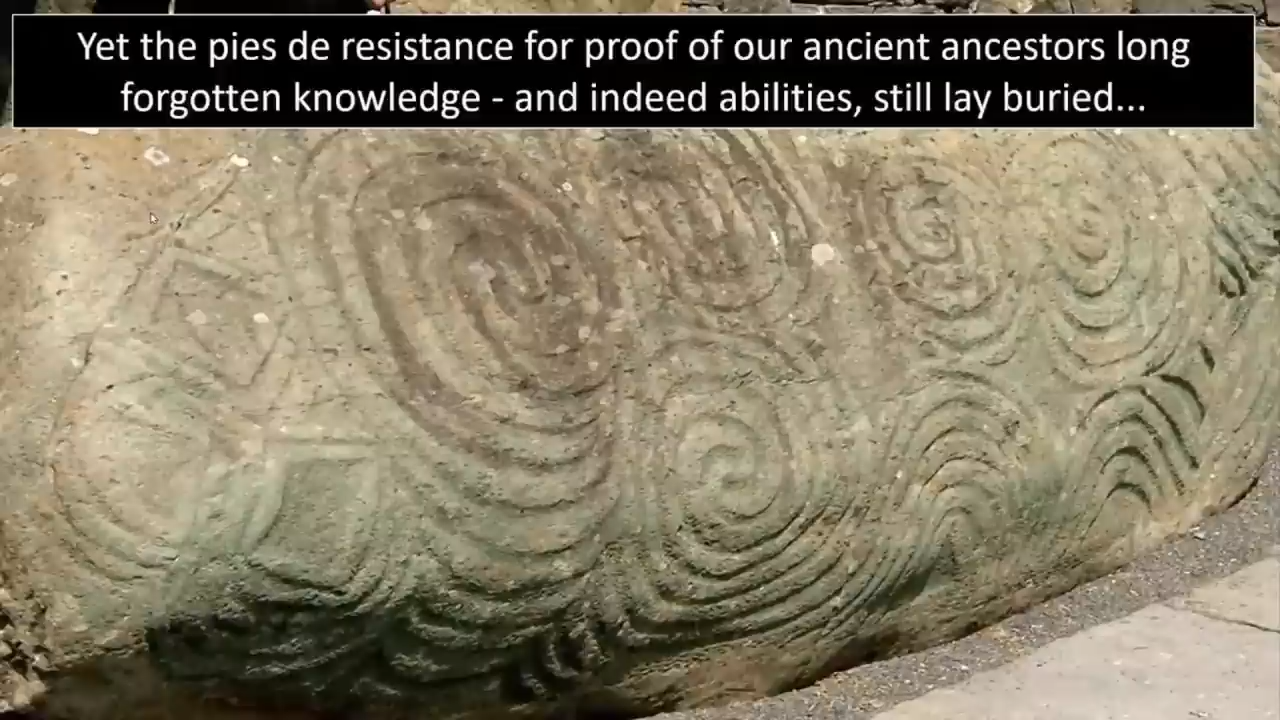 Yet the pies de resistance for proof of our ancient ancestors long
forgotten knowledge - and indeed abilities, still lay buried...